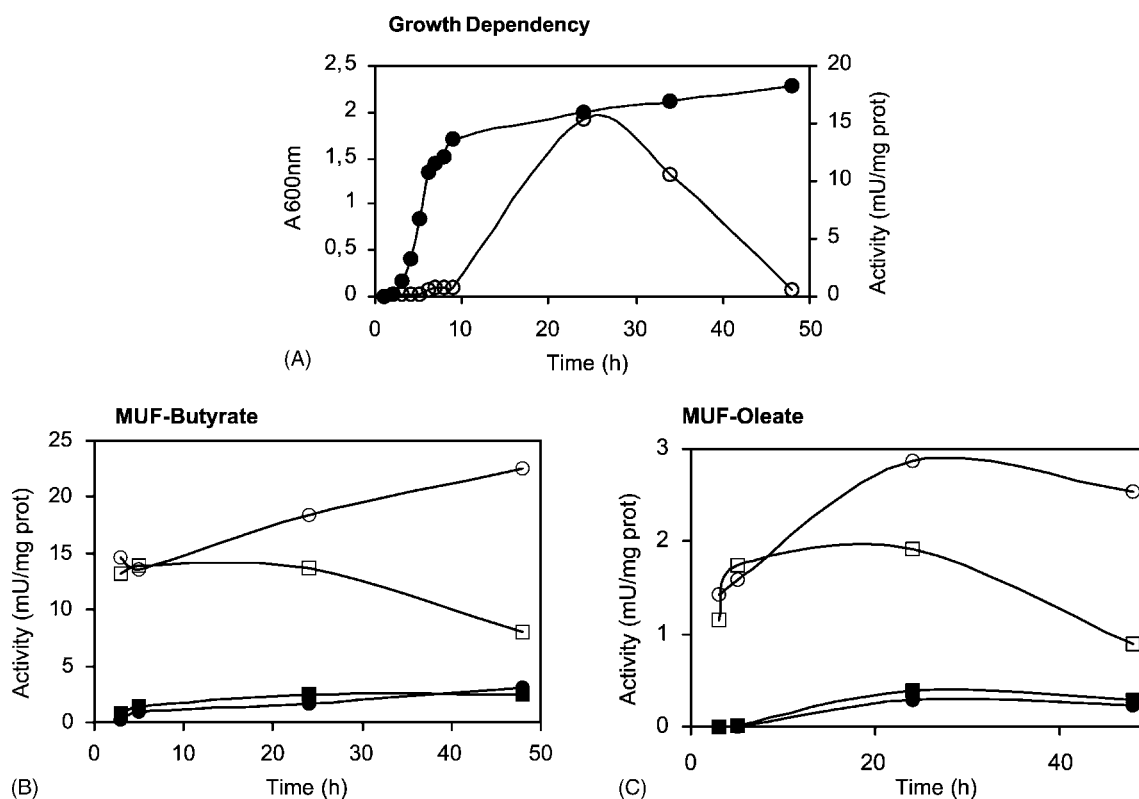 Growth Dependency
2,5
2
1,5
1
0,5
0
A 600nm
20
15
10
5
0
Activity (mU/mg prot)
0 10 20 30 40 50
Time (h)
(A)
MUF-Butyrate
25
20
15
10
5
0
Activity (mU/mg prot)
0 10 20 30 40 50
Time (h)
(B)
MUF-Oleate
3
2
1
0
Activity (mU/mg prot)
0 20 40
Time (h)
(C)